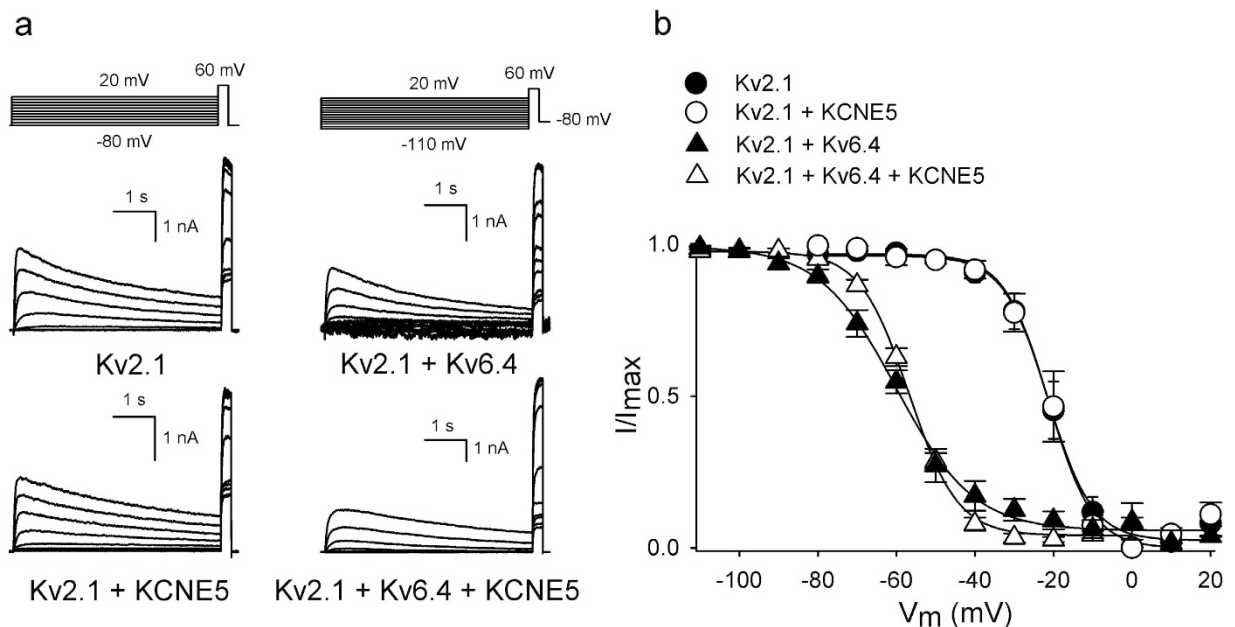 a
20 mV
60 mV
-80 mV
20 mV
60 mV
-80 mV
-110 mV
1 s
1 nA
Kv2.1
1 s
1 nA
Kv2.1 + Kv6.4
1 s
1 nA
Kv2.1 + KCNE5
1 s
1 nA
Kv2.1 + Kv6.4 + KCNE5
b
Kv2.1
Kv2.1 + KCNE5
Kv2.1 + Kv6.4
Kv2.1 + Kv6.4 + KCNE5
1.0
0.5
0.0
I/Imax
-100 -80 -60 -40 -20 0 20
Vm (mV)